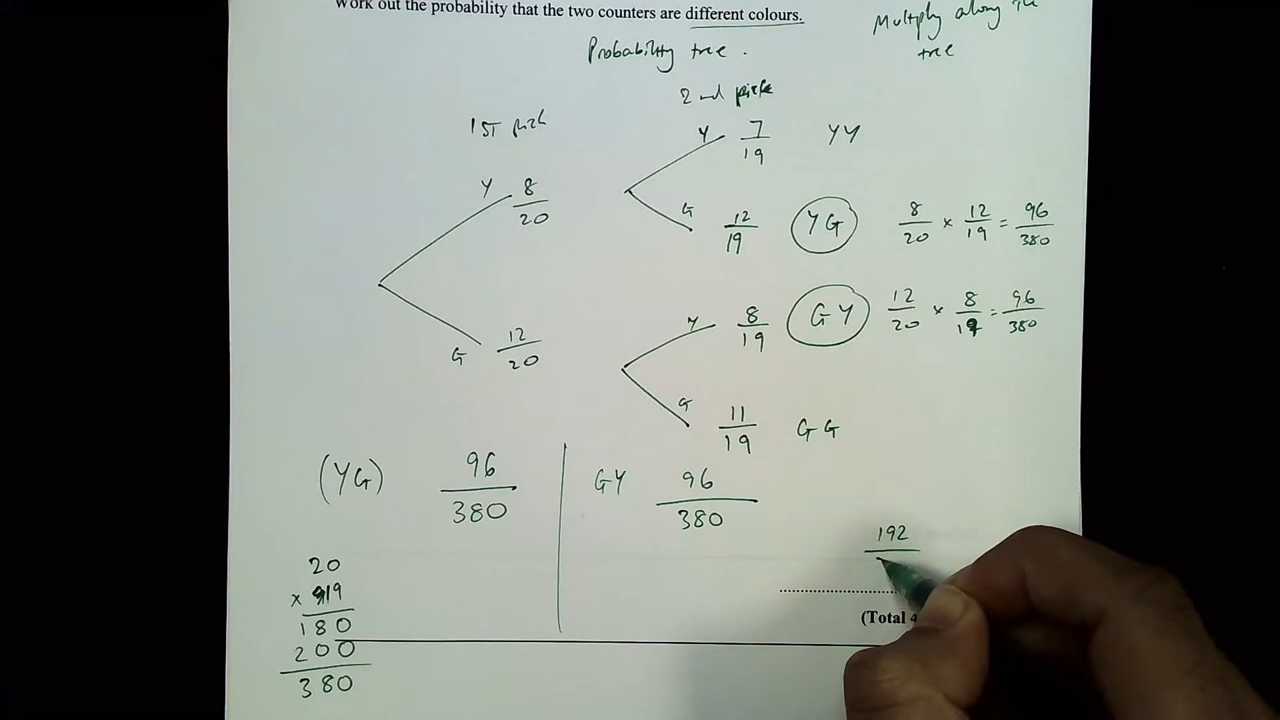 Work out the probability that the two counters are different colours.
Multiply along the
tree
Probability tree.
2nd pick
1ST pick
Y 7/19 YY
Y 8/20
G 12/19 YG 8/20 × 12/19 = 96/380
Y 8/19 GY 12/20 × 8/19 = 96/380
G 12/20
G 11/19 GG
(YG) 96/380
GY 96/380
192
20
× 19
180
200
380
(Total 4